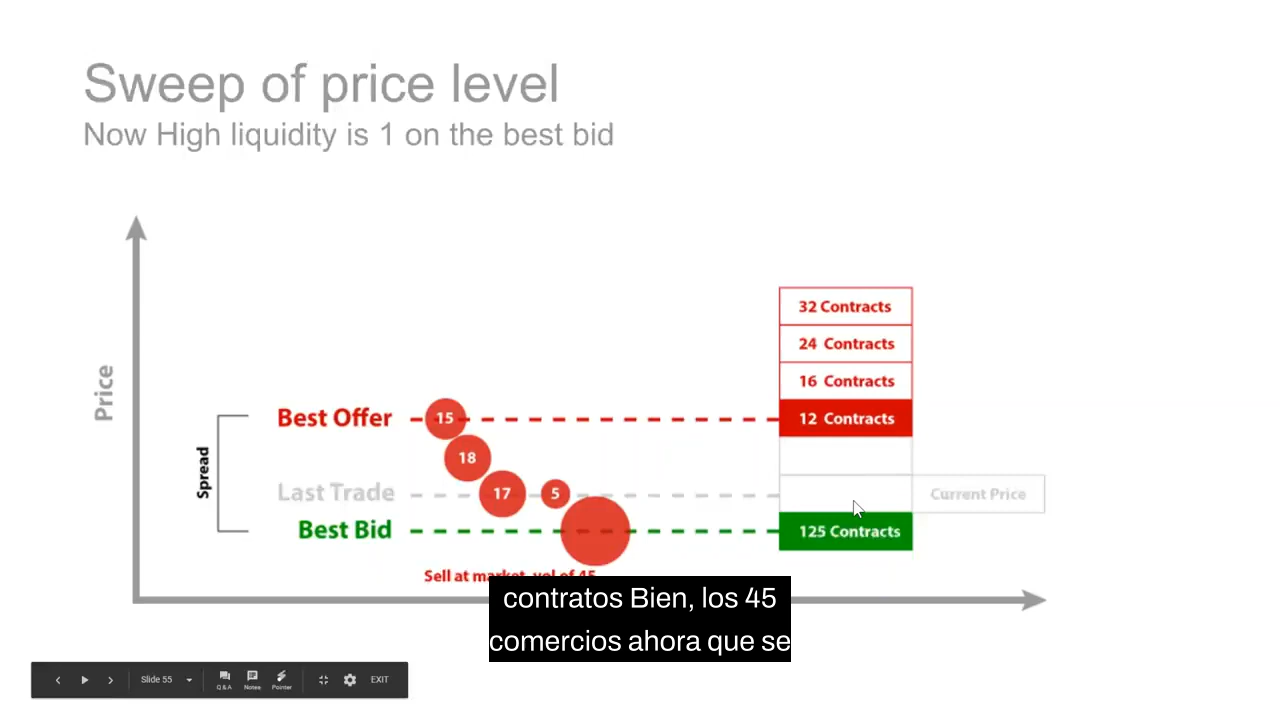 Sweep of price level
Now High liquidity is 1 on the best bid
Price
Spread
Best Offer
Last Trade
Best Bid
15
18
17
5
32 Contracts
24 Contracts
16 Contracts
12 Contracts
Current Price
125 Contracts
Sell at market, vol of 45
contratos Bien, los 45
comercios ahora que se
Slide 55
Q&A
Notes
Pointer
EXIT